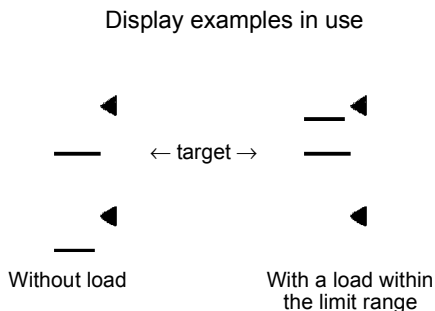 Display examples in use
← target →
Without load
With a load within
the limit range